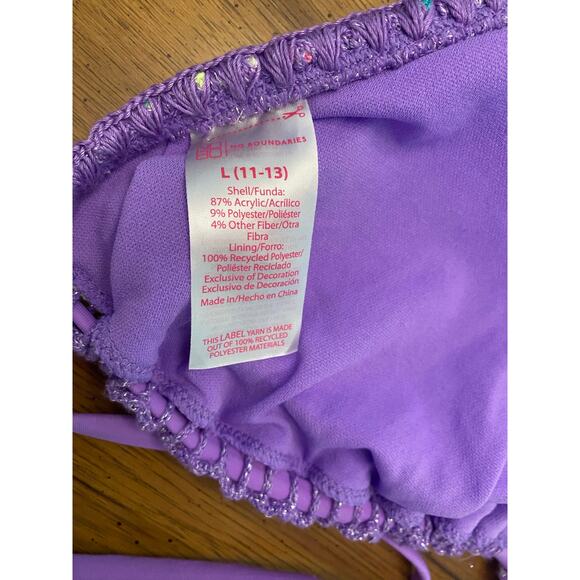 NO BOUNDARIES
L (11-13)
Shell/Funda:
87% Acrylic/Acrílico
9% Polyester/Poliéster
4% Other Fiber/Otra
Fibra
Lining/Forro:
100% Recycled Polyester/
Poliéster Reciclado
Exclusive of Decoration
Exclusivo de Decoración
Made in/Hecho en China
THIS LABEL YARN IS MADE
OUT OF 100% RECYCLED
POLYESTER MATERIALS